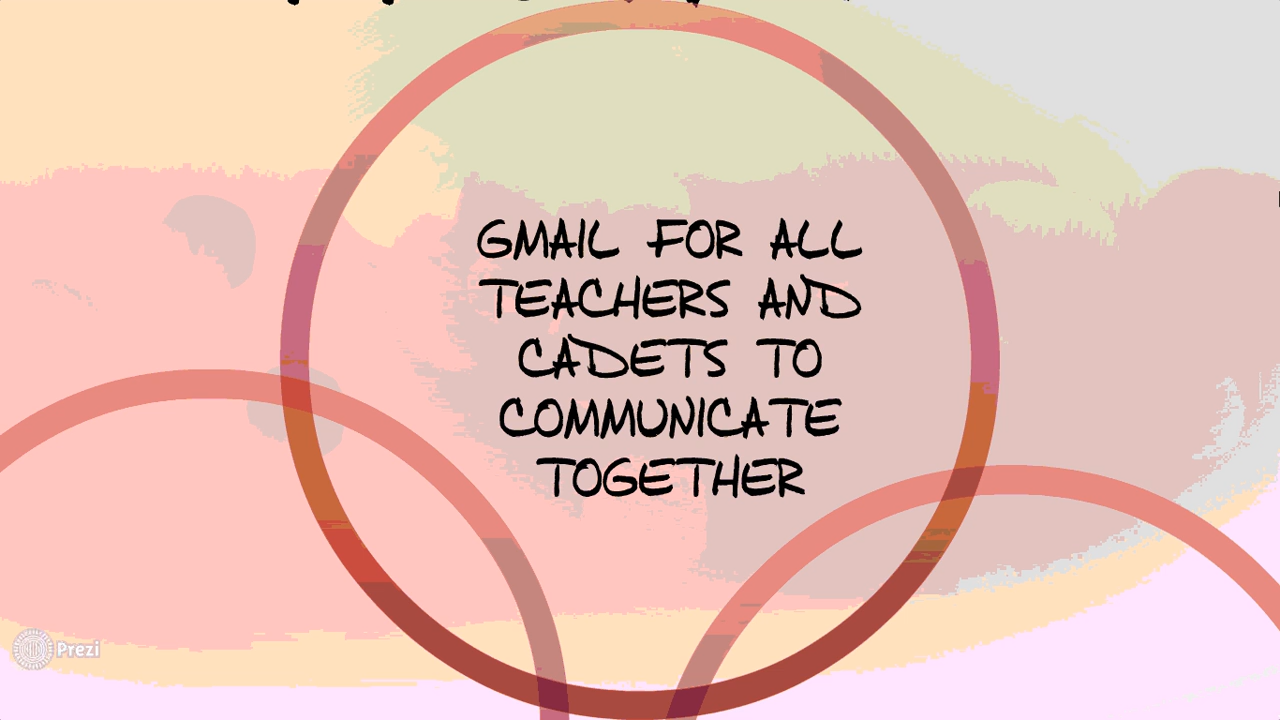 GMAIL FOR ALL
TEACHERS AND
CADETS TO
COMMUNICATE
TOGETHER
Prezi